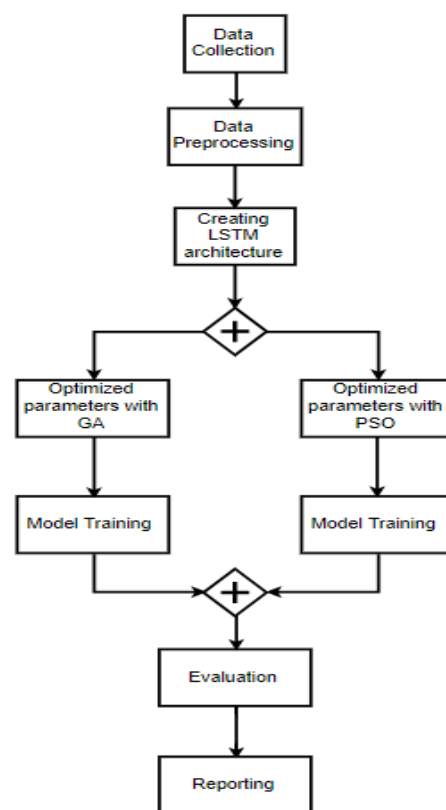 Data
Collection
Data
Preprocessing
Creating
LSTM
architecture
Optimized
parameters with
GA
Optimized
parameters with
PSO
Model Training
Model Training
Evaluation
Reporting